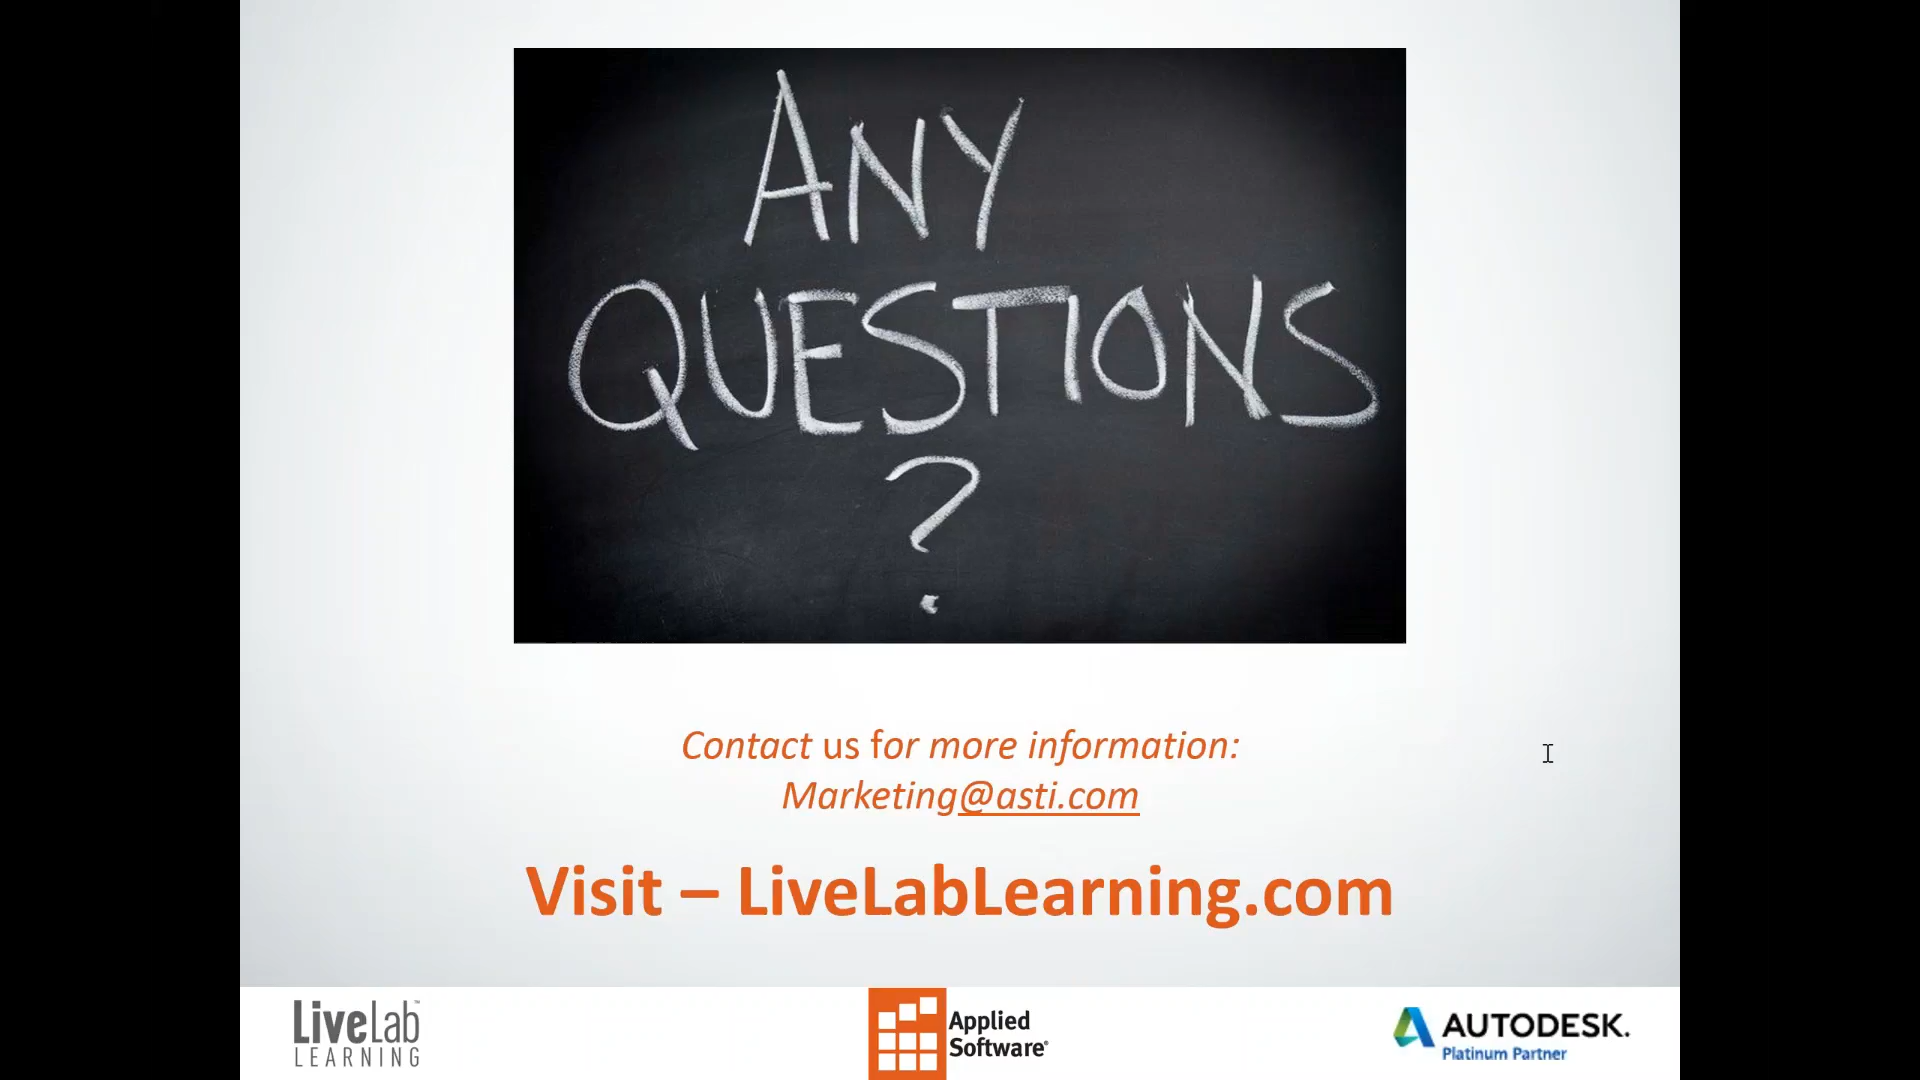 ANY
QUESTIONS
?
Contact us for more information:
Marketing@asti.com
Visit – LiveLabLearning.com
LiveLab™
LEARNING
Applied
Software®
AUTODESK.
Platinum Partner